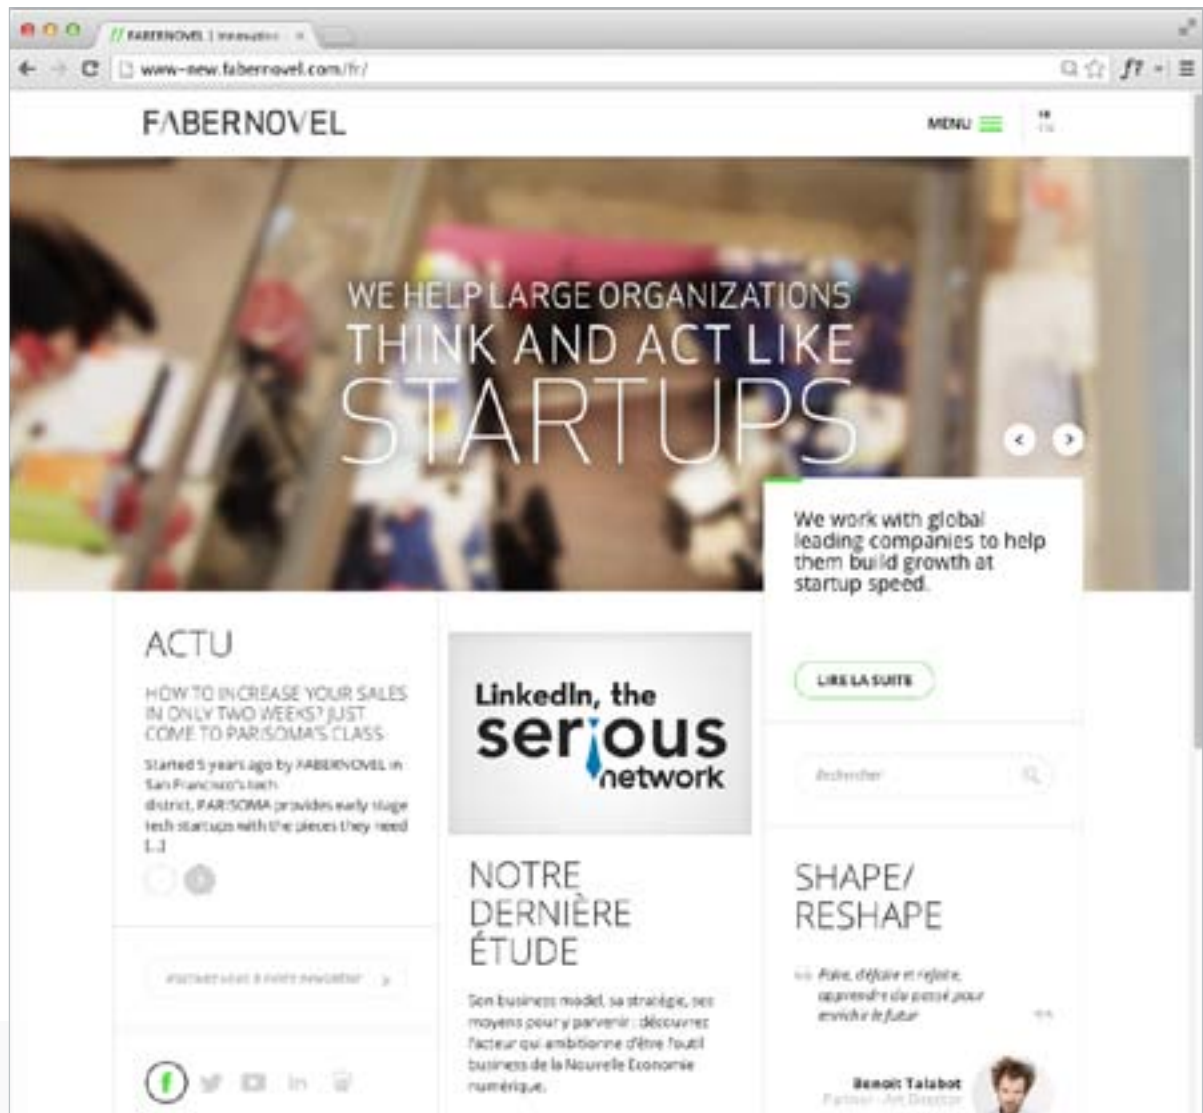 // FABERNOVEL | Innovation
www-new.fabernovel.com/fr/
f?
FABERNOVEL
MENU
WE HELP LARGE ORGANIZATIONS
THINK AND ACT LIKE
STARTUPS
We work with global
leading companies to help
them build growth at
startup speed.
LIRE LA SUITE
Rechercher
ACTU
HOW TO INCREASE YOUR SALES
IN ONLY TWO WEEKS? JUST
COME TO PARISOMA'S CLASS
Started 5 years ago by FABERNOVEL in
San Francisco's tech
district, PARISOMA provides early stage
tech startups with the pieces they need
[...]
LinkedIn, the
serious
network
NOTRE
DERNIÈRE
ÉTUDE
Son business model, sa stratégie, ses
moyens pour y parvenir : découvrez
l'acteur qui ambitionne d'être l'outil
business de la Nouvelle Economie
numérique.
SHAPE/
RESHAPE
Faire, défaire et refaire,
apprendre du passé pour
enrichir le futur
Benoit Talabot
Partner - Art Director